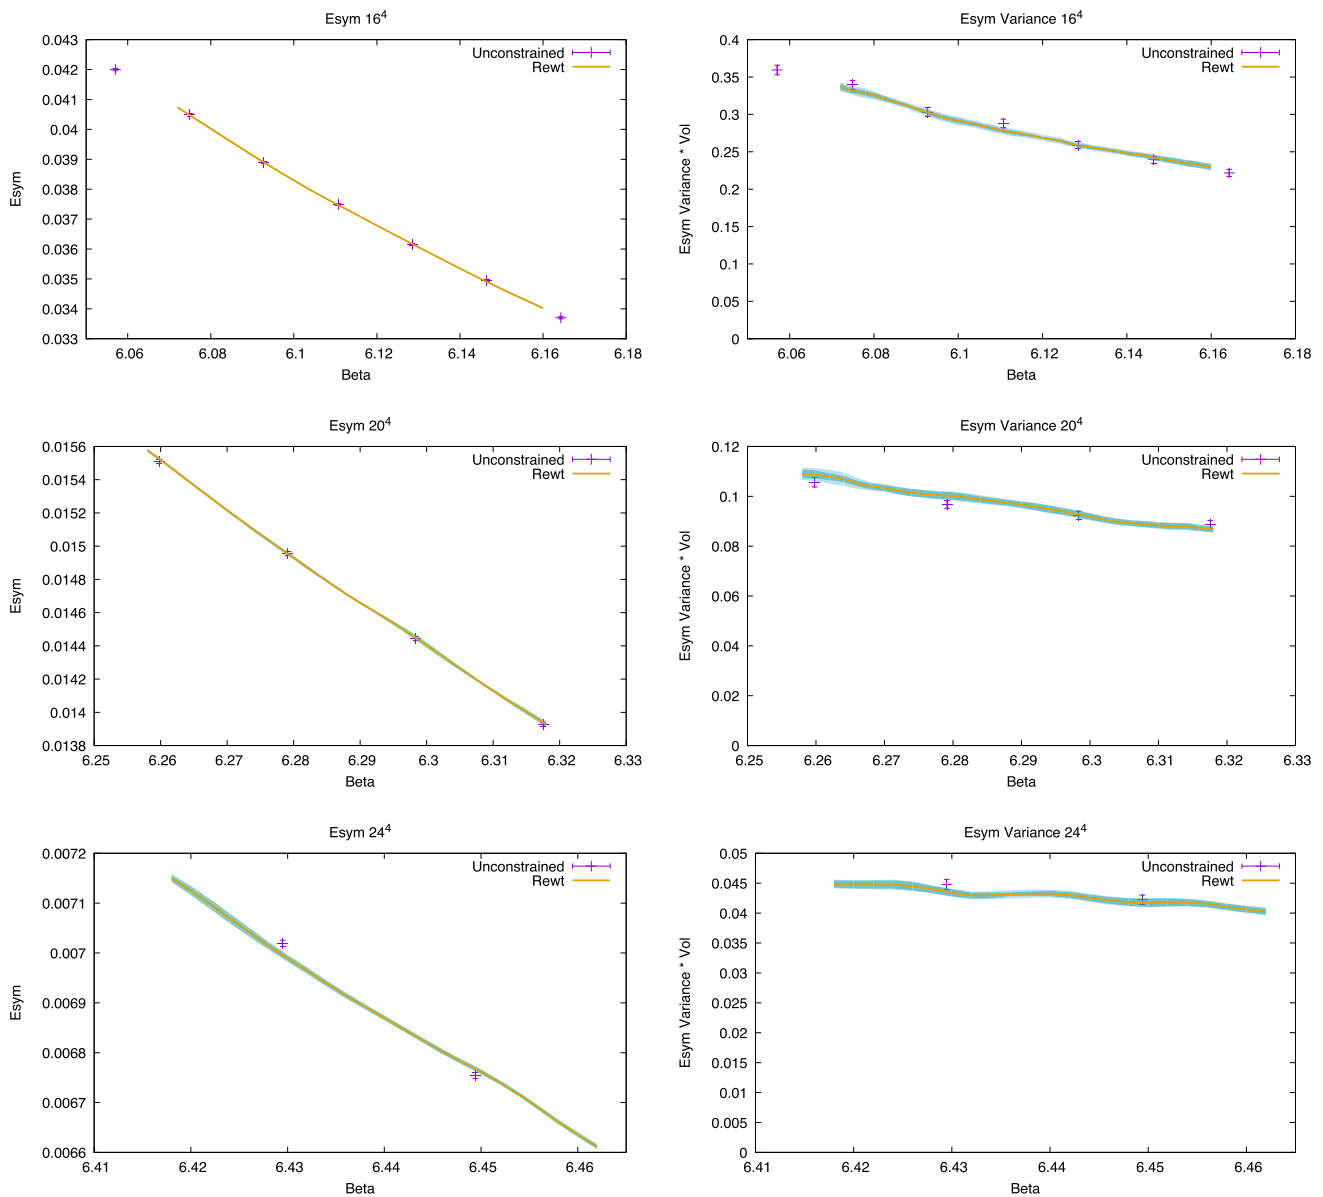 Esym 16^4
0.043
0.042
0.041
0.04
0.039
0.038
0.037
0.036
0.035
0.034
0.033
Esym
Unconstrained
Rewt
6.06 6.08 6.1 6.12 6.14 6.16 6.18
Beta
Esym Variance 16^4
0.4
0.35
0.3
0.25
0.2
0.15
0.1
0.05
0
Esym Variance * Vol
Unconstrained
Rewt
6.06 6.08 6.1 6.12 6.14 6.16 6.18
Beta
Esym 20^4
0.0156
0.0154
0.0152
0.015
0.0148
0.0146
0.0144
0.0142
0.014
0.0138
Esym
Unconstrained
Rewt
6.25 6.26 6.27 6.28 6.29 6.3 6.31 6.32 6.33
Beta
Esym Variance 20^4
0.12
0.1
0.08
0.06
0.04
0.02
0
Esym Variance * Vol
Unconstrained
Rewt
6.25 6.26 6.27 6.28 6.29 6.3 6.31 6.32 6.33
Beta
Esym 24^4
0.0072
0.0071
0.007
0.0069
0.0068
0.0067
0.0066
Esym
Unconstrained
Rewt
6.41 6.42 6.43 6.44 6.45 6.46
Beta
Esym Variance 24^4
0.05
0.045
0.04
0.035
0.03
0.025
0.02
0.015
0.01
0.005
0
Esym Variance * Vol
Unconstrained
Rewt
6.41 6.42 6.43 6.44 6.45 6.46
Beta